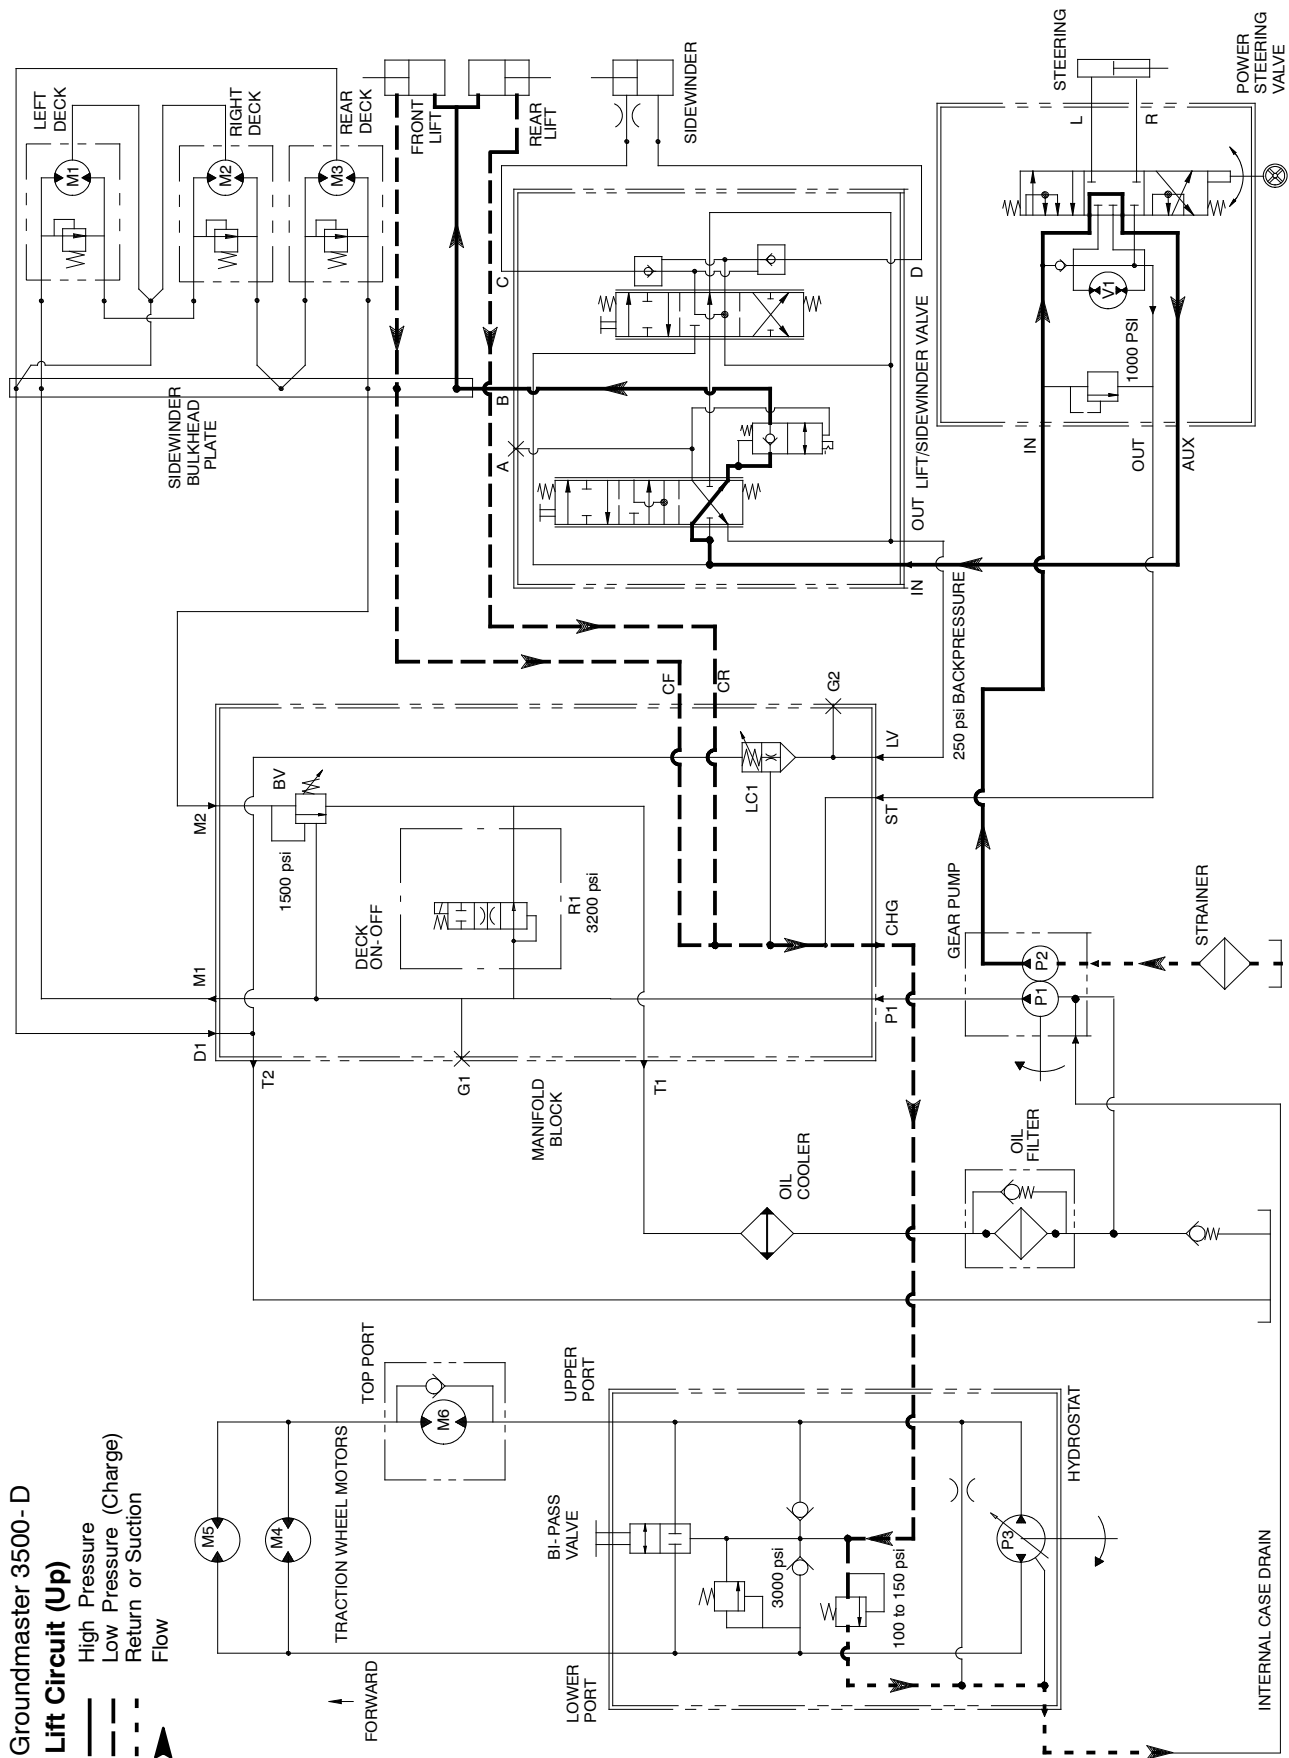 Groundmaster 3500-D
Lift Circuit (Up)
High Pressure
Low Pressure (Charge)
Return or Suction
Flow
FORWARD
TRACTION WHEEL MOTORS
M5
M4
TOP PORT
M6
LOWER
PORT
BI-PASS
VALVE
UPPER
PORT
3000 psi
100 to 150 psi
P3
HYDROSTAT
INTERNAL CASE DRAIN
OIL
COOLER
OIL
FILTER
MANIFOLD
BLOCK
T2
D1
M1
M2
G1
T1
P1
CHG
ST
LV
G2
CF
CR
BV
1500 psi
DECK
ON-OFF
R1
3200 psi
LC1
GEAR PUMP
P1
P2
STRAINER
250 psi BACKPRESSURE
SIDEWINDER
BULKHEAD
PLATE
LEFT
DECK
M1
RIGHT
DECK
M2
REAR
DECK
M3
FRONT
LIFT
REAR
LIFT
SIDEWINDER
A
B
C
D
IN
OUT
LIFT/SIDEWINDER VALVE
IN
OUT
AUX
1000 PSI
V1
L
R
STEERING
POWER
STEERING
VALVE